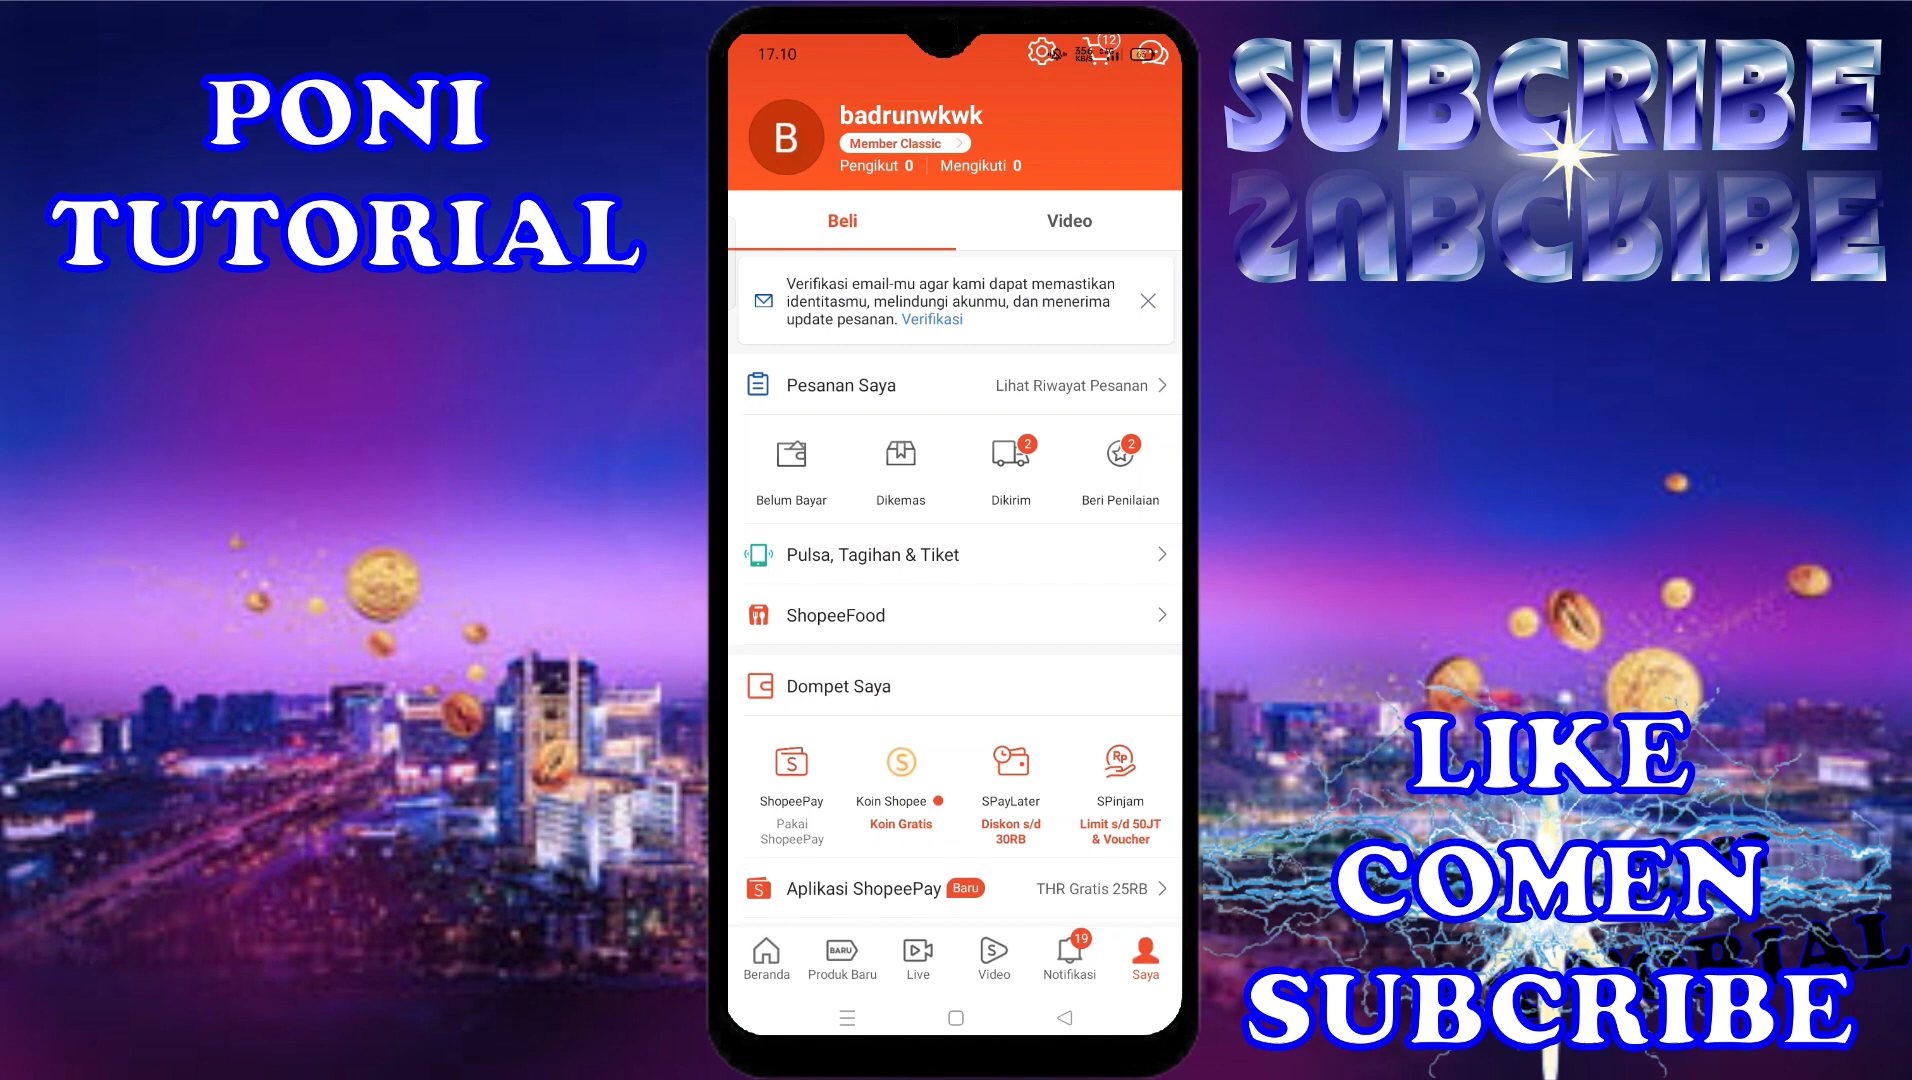 PONI
TUTORIAL
SUBCRIBE
17.10
12
badrunwkwk
B
Member Classic
Pengikut 0 Mengikuti 0
Beli Video
Verifikasi email-mu agar kami dapat memastikan
identitasmu, melindungi akunmu, dan menerima
update pesanan. Verifikasi
Pesanan Saya Lihat Riwayat Pesanan
2 2
Belum Bayar Dikemas Dikirim Beri Penilaian
Pulsa, Tagihan & Tiket
ShopeeFood
Dompet Saya
S S Rp
ShopeePay Koin Shopee SPayLater SPinjam
Pakai Koin Gratis Diskon s/d Limit s/d 50JT
ShopeePay 30RB & Voucher
S Aplikasi ShopeePay Baru THR Gratis 25RB
BARU S 19
Beranda Produk Baru Live Video Notifikasi Saya
LIKE
COMEN
SUBCRIBE